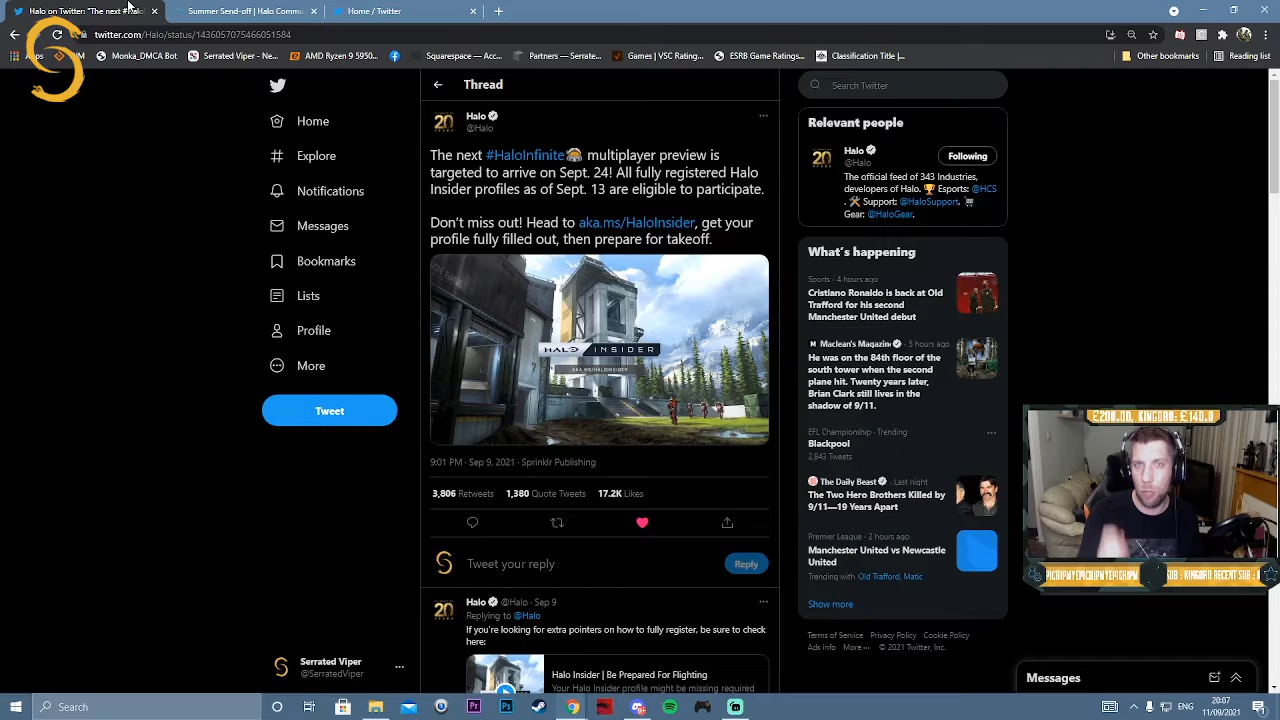 Halo on Twitter: "The next #Halo
Summer Send-off | Halo Communit
Home / Twitter
twitter.com/Halo/status/1436057075466051584
Monka_DMCA Bot
Serrated Viper - Ne...
AMD Ryzen 9 5950...
Squarespace — Acc...
Partners — Serrate...
Games | VSC Rating...
ESRB Game Rating...
Classification Title |...
Other bookmarks
Reading list
Thread
Search Twitter
Home
Explore
Notifications
Messages
Bookmarks
Lists
Profile
More
Tweet
Halo
@Halo
The next #HaloInfinite multiplayer preview is
targeted to arrive on Sept. 24! All fully registered Halo
Insider profiles as of Sept. 13 are eligible to participate.
Don't miss out! Head to aka.ms/HaloInsider, get your
profile fully filled out, then prepare for takeoff.
HALO INSIDER
AKA.MS/HALOINSIDER
9:01 PM · Sep 9, 2021 · Sprinklr Publishing
3,806 Retweets 1,380 Quote Tweets 17.2K Likes
Tweet your reply
Reply
Halo @Halo · Sep 9
Replying to @Halo
If you're looking for extra pointers on how to fully register, be sure to check
here:
Halo Insider | Be Prepared For Flighting
Your Halo Insider profile might be missing required
Serrated Viper
@SerratedViper
Relevant people
Halo
@Halo
Following
The official feed of 343 Industries,
developers of Halo. 🏆 Esports: @HCS
. 🛠 Support: @HaloSupport. 🛒
Gear: @HaloGear.
What's happening
Sports · 4 hours ago
Cristiano Ronaldo is back at Old
Trafford for his second
Manchester United debut
Maclean's Magazine · 5 hours ago
He was on the 84th floor of the
south tower when the second
plane hit. Twenty years later,
Brian Clark still lives in the
shadow of 9/11.
EFL Championship · Trending
Blackpool
2,843 Tweets
The Daily Beast · Last night
The Two Hero Brothers Killed by
9/11—19 Years Apart
Premier League · 2 hours ago
Manchester United vs Newcastle
United
Trending with Old Trafford, Matic
Show more
Terms of Service Privacy Policy Cookie Policy
Ads info More ··· © 2021 Twitter, Inc.
Messages
Search
ENG
20:07
11/09/2021